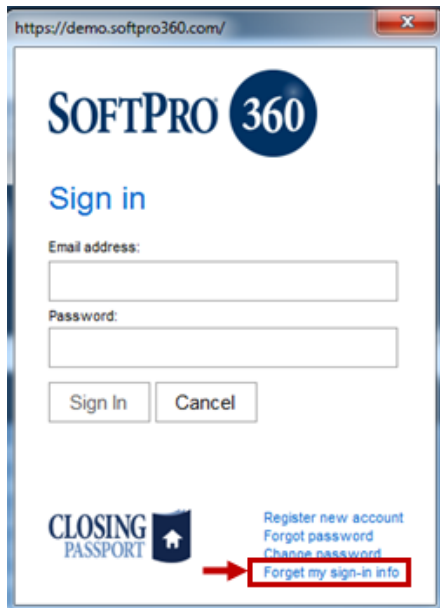 https://demo.softpro360.com/
x
SOFTPRO® 360
Sign in
Email address:
Password:
Sign In Cancel
CLOSING
PASSPORT
Register new account
Forgot password
Change password
Forget my sign-in info